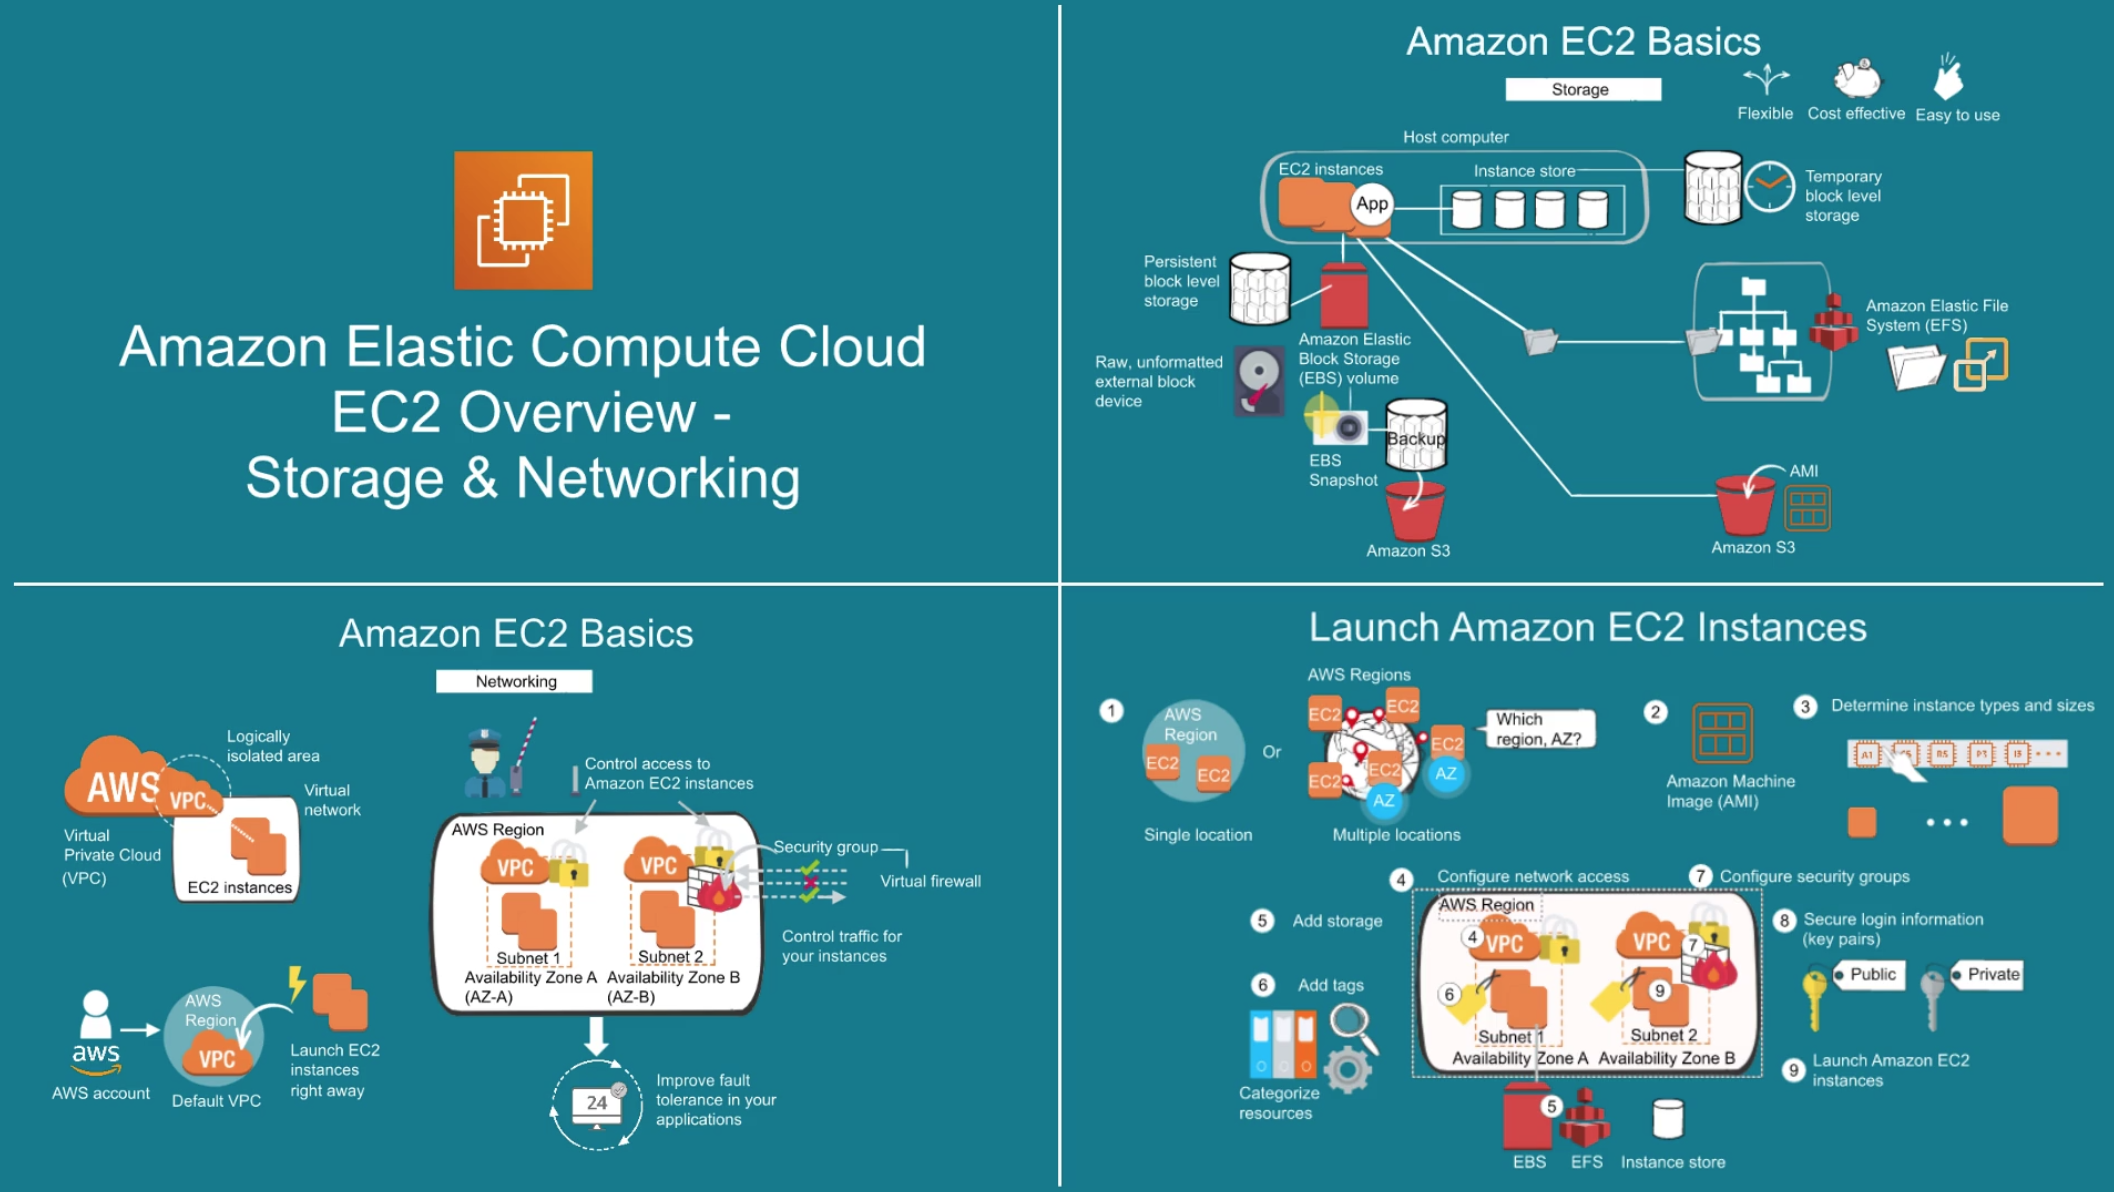 Amazon Elastic Compute Cloud
EC2 Overview -
Storage & Networking
Amazon EC2 Basics
Storage
Flexible
Cost effective
Easy to use
Host computer
EC2 instances
App
Instance store
Temporary
block level
storage
Persistent
block level
storage
Amazon Elastic
Block Storage
(EBS) volume
Raw, unformatted
external block
device
Amazon Elastic File
System (EFS)
EBS
Snapshot
Backup
Amazon S3
AMI
Amazon S3
Amazon EC2 Basics
Networking
AWS
VPC
Logically
isolated area
Virtual
network
Virtual
Private Cloud
(VPC)
EC2 instances
Control access to
Amazon EC2 instances
AWS Region
VPC
VPC
Subnet 1
Subnet 2
Availability Zone A
(AZ-A)
Availability Zone B
(AZ-B)
Security group
Virtual firewall
Control traffic for
your instances
24
Improve fault
tolerance in your
applications
aws
AWS account
AWS
Region
VPC
Default VPC
Launch EC2
instances
right away
Launch Amazon EC2 Instances
1
AWS
Region
EC2
EC2
Single location
Or
AWS Regions
EC2
EC2
EC2
EC2
EC2
AZ
AZ
Multiple locations
Which
region, AZ?
2
Amazon Machine
Image (AMI)
3
Determine instance types and sizes
A1
R5
P3
I3
4
Configure network access
5
Add storage
6
Add tags
Categorize
resources
7
Configure security groups
8
Secure login information
(key pairs)
Public
Private
9
Launch Amazon EC2
instances
AWS Region
4
VPC
VPC
7
6
9
Subnet 1
Subnet 2
Availability Zone A
Availability Zone B
5
EBS
EFS
Instance store